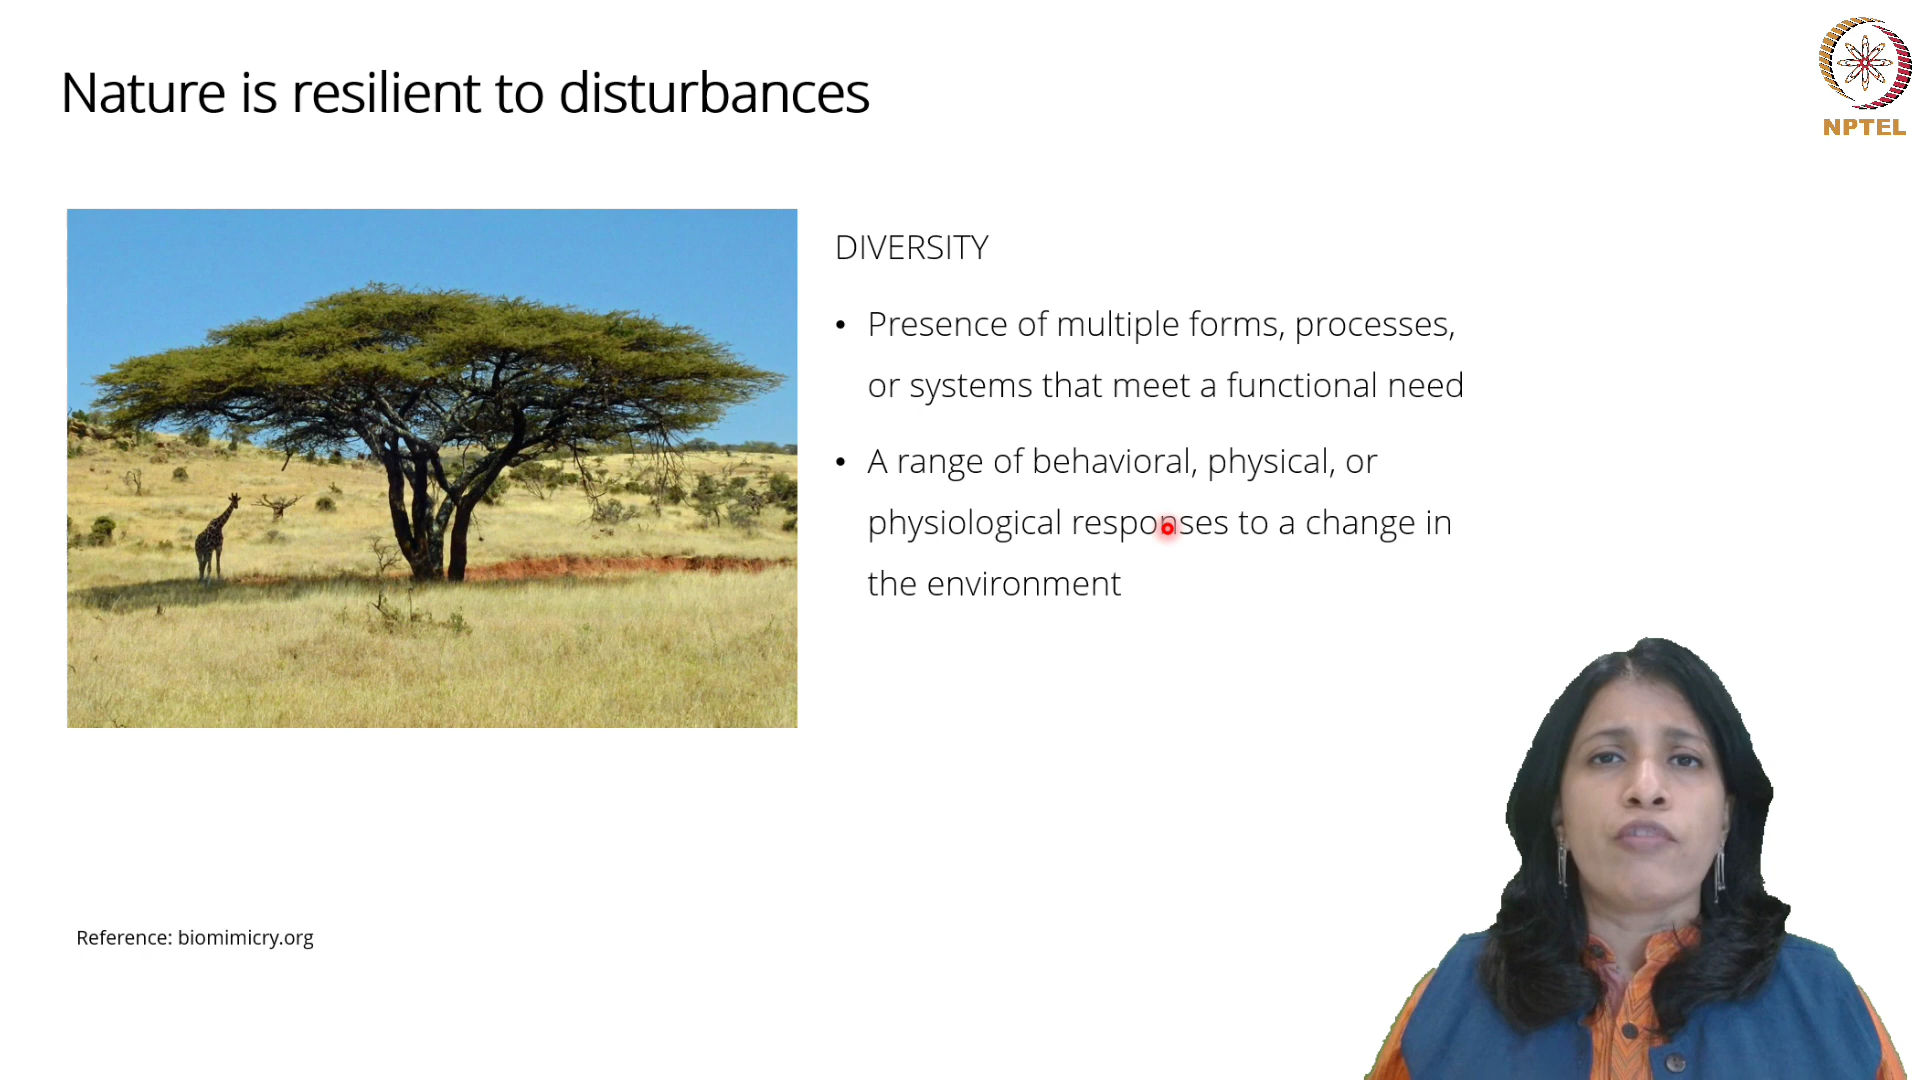 Nature is resilient to disturbances
NPTEL
DIVERSITY
• Presence of multiple forms, processes,
or systems that meet a functional need
• A range of behavioral, physical, or
physiological responses to a change in
the environment
Reference: biomimicry.org